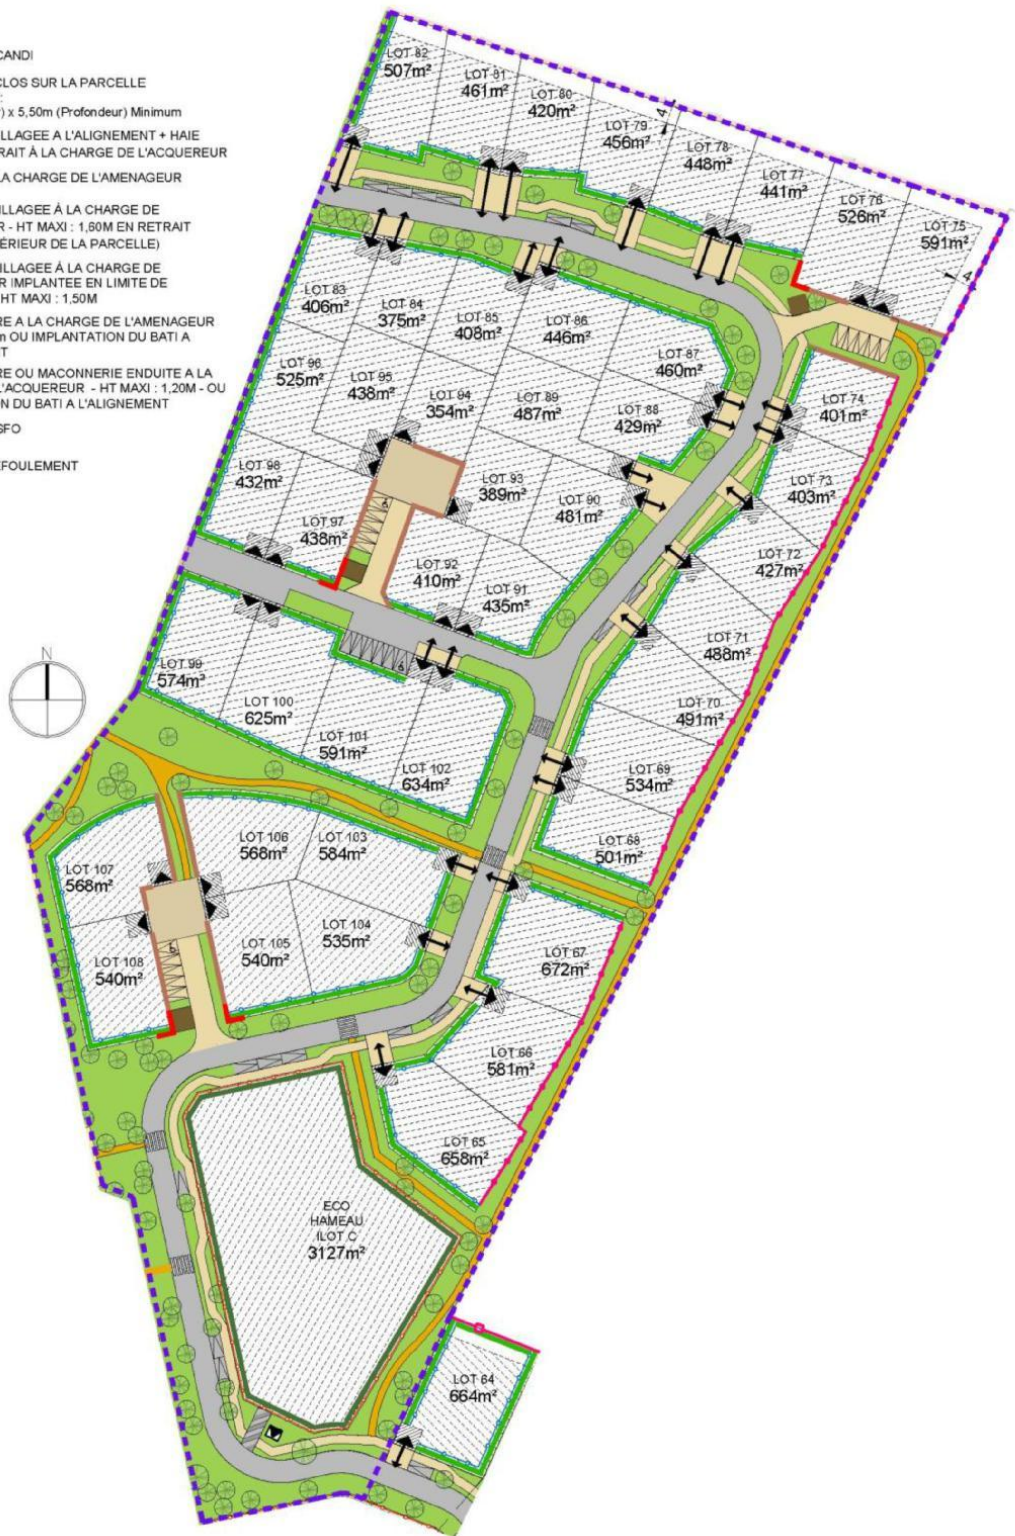 CANDI
CLOS SUR LA PARCELLE
:
) x 5,50m (Profondeur) Minimum
ILLAGEE A L'ALIGNEMENT + HAIE
RAIT À LA CHARGE DE L'ACQUEREUR
LA CHARGE DE L'AMENAGEUR
ILLAGEE À LA CHARGE DE
R - HT MAXI : 1,60M EN RETRAIT
ÉRIEUR DE LA PARCELLE)
ILLAGEE À LA CHARGE DE
R IMPLANTEE EN LIMITE DE
HT MAXI : 1,50M
RE A LA CHARGE DE L'AMENAGEUR
m OU IMPLANTATION DU BATI A
T
RE OU MACONNERIE ENDUITE A LA
L'ACQUEREUR - HT MAXI : 1,20M - OU
ON DU BATI A L'ALIGNEMENT
SFO
EFOULEMENT
LOT 82
507m²
LOT 81
461m²
LOT 80
420m²
LOT 79
456m²
LOT 78
448m²
LOT 77
441m²
LOT 76
526m²
LOT 75
591m²
4
1
4
LOT 83
406m²
LOT 84
375m²
LOT 85
408m²
LOT 86
446m²
LOT 87
460m²
LOT 74
401m²
LOT 96
525m²
LOT 95
438m²
LOT 94
354m²
LOT 89
487m²
LOT 88
429m²
LOT 73
403m²
LOT 98
432m²
LOT 93
389m²
LOT 90
481m²
LOT 97
438m²
LOT 72
427m²
LOT 92
410m²
LOT 91
435m²
LOT 71
488m²
N
LOT 99
574m²
LOT 100
625m²
LOT 101
591m²
LOT 102
634m²
LOT 70
491m²
LOT 69
534m²
LOT 68
501m²
LOT 106
568m²
LOT 103
584m²
LOT 107
568m²
LOT 104
535m²
LOT 105
540m²
LOT 108
540m²
LOT 67
672m²
LOT 66
581m²
LOT 65
658m²
ECO
HAMEAU
ILOT C
3127m²
LOT 64
664m²